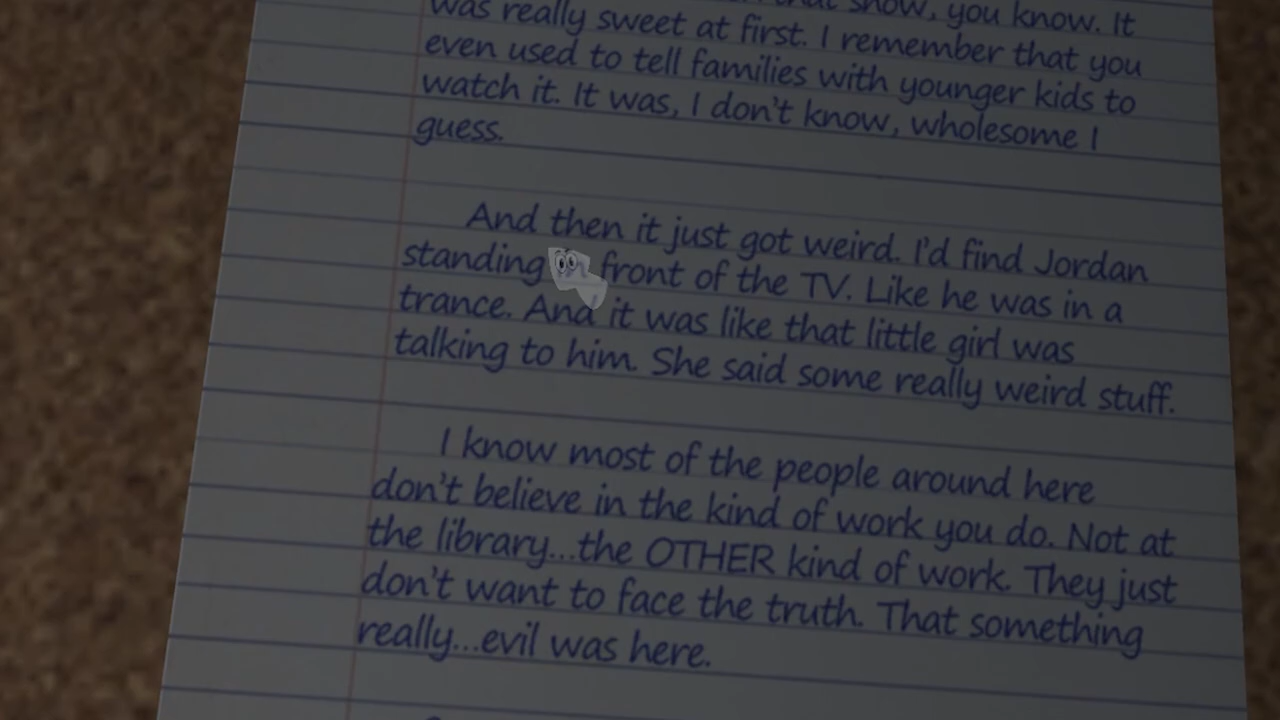 that show, you know. It
was really sweet at first. I remember that you
even used to tell families with younger kids to
watch it. It was, I don't know, wholesome I
guess.
And then it just got weird. I'd find Jordan
standing front of the TV. Like he was in a
trance. And it was like that little girl was
talking to him. She said some really weird stuff.
I know most of the people around here
don't believe in the kind of work you do. Not at
the library...the OTHER kind of work. They just
don't want to face the truth. That something
really...evil was here.